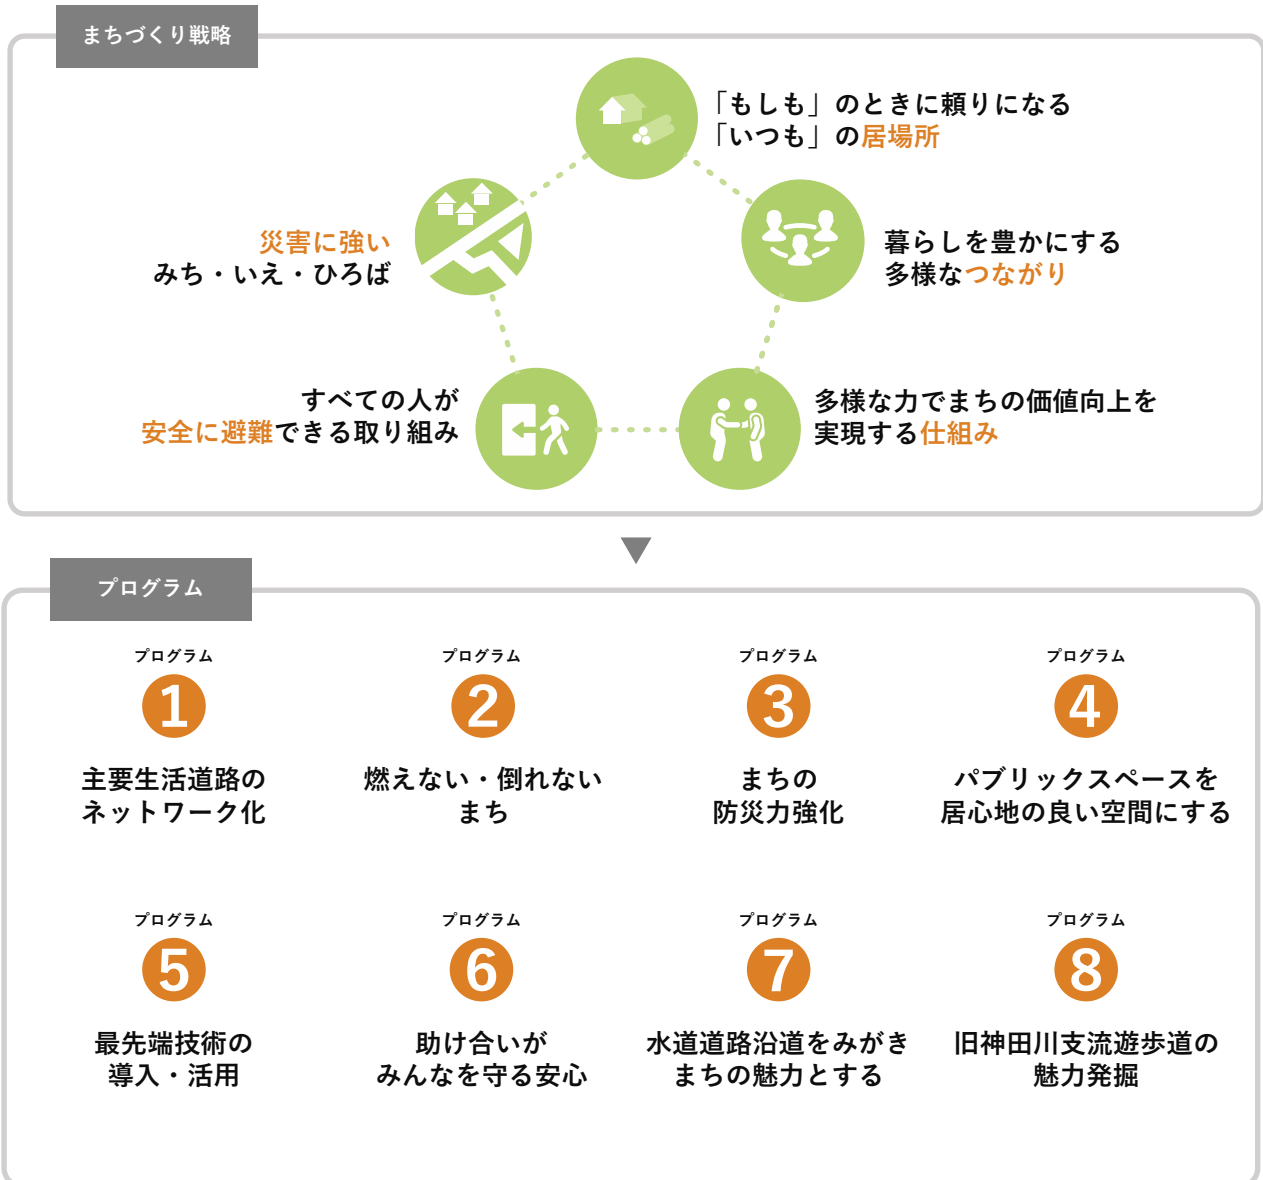 まちづくり戦略
「もしも」のときに頼りになる
「いつも」の居場所
災害に強い
みち・いえ・ひろば
暮らしを豊かにする
多様なつながり
すべての人が
安全に避難できる取り組み
多様な力でまちの価値向上を
実現する仕組み
プログラム
プログラム
1
主要生活道路の
ネットワーク化
プログラム
2
燃えない・倒れない
まち
プログラム
3
まちの
防災力強化
プログラム
4
パブリックスペースを
居心地の良い空間にする
プログラム
5
最先端技術の
導入・活用
プログラム
6
助け合いが
みんなを守る安心
プログラム
7
水道道路沿道をみがき
まちの魅力とする
プログラム
8
旧神田川支流遊歩道の
魅力発掘